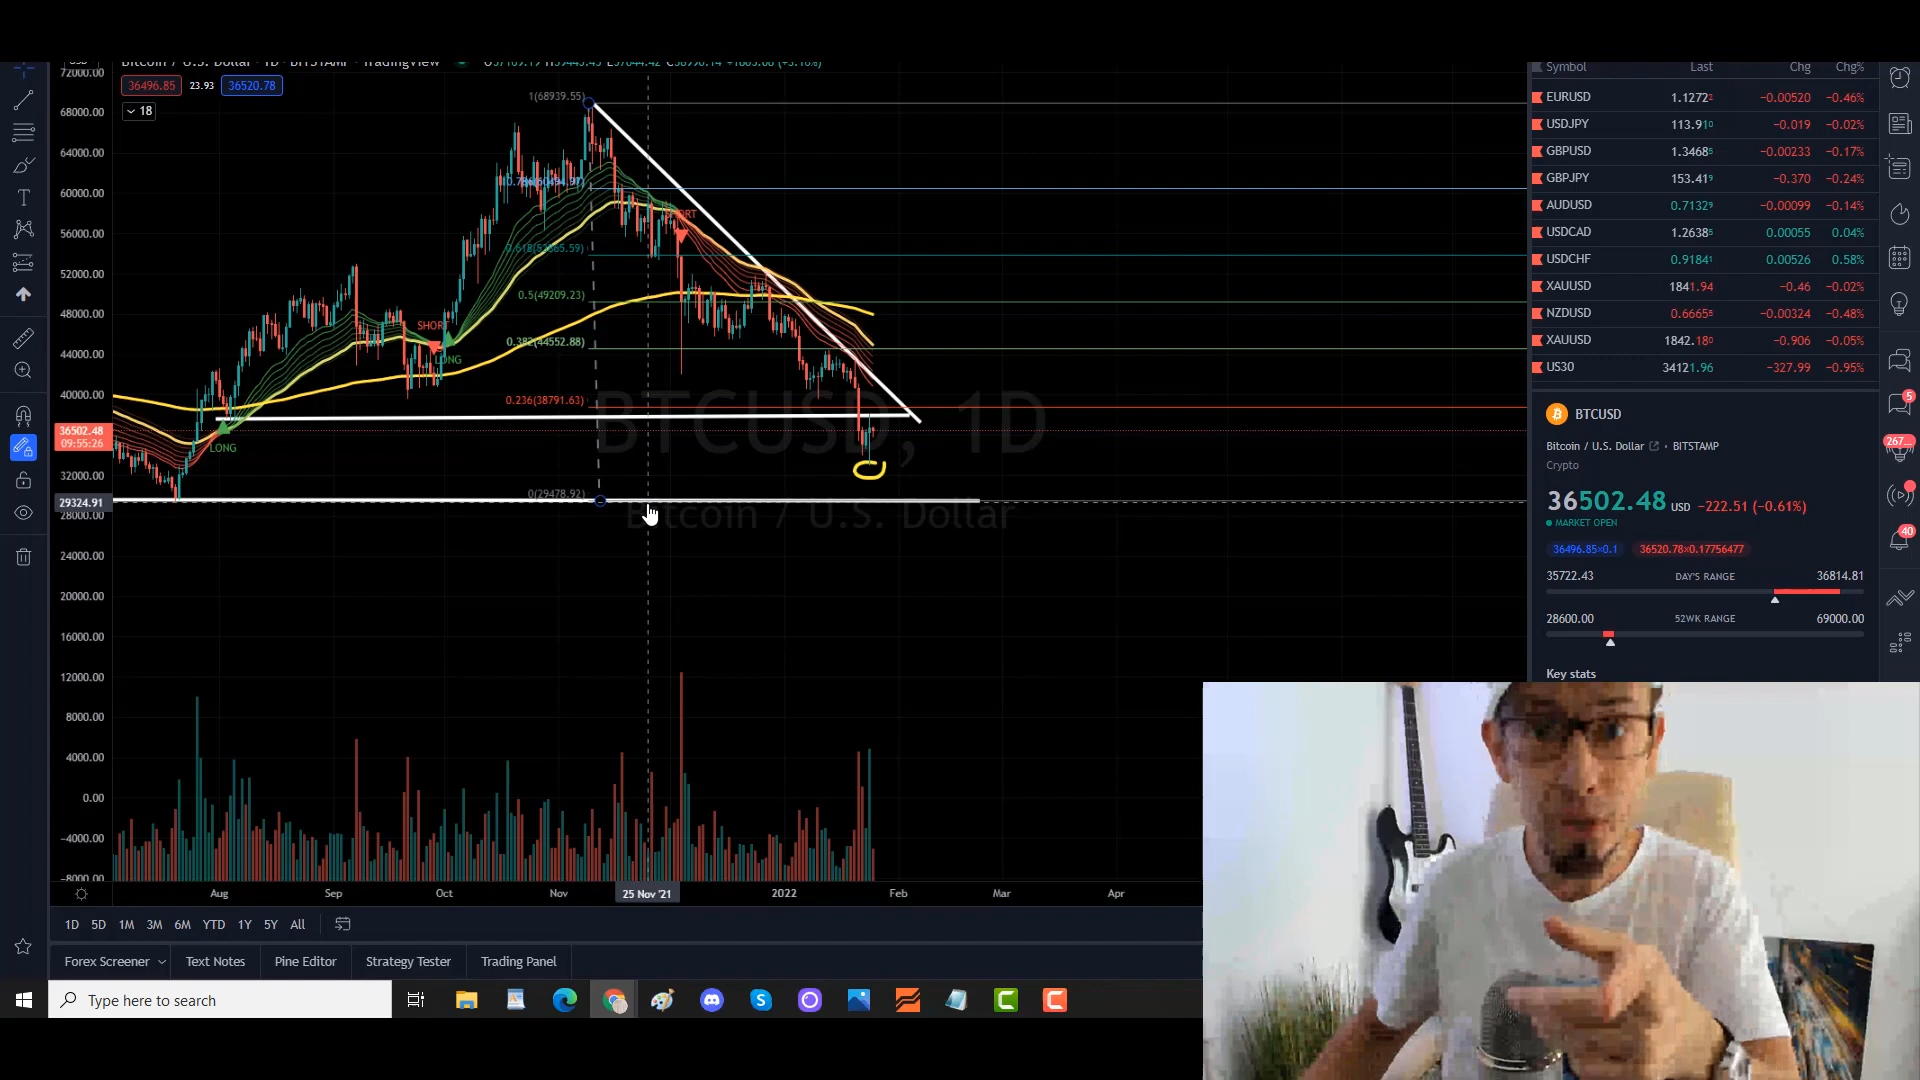 Bitcoin / U.S. Dollar · 1D · BITSTAMP · TradingView
Symbol Last Chg Chg%
72000.00
36496.85 23.93 36520.78
18
68000.00
64000.00
60000.00
56000.00
52000.00
48000.00
44000.00
40000.00
36502.48
09:55:26
32000.00
29324.91
28000.00
24000.00
20000.00
16000.00
12000.00
8000.00
4000.00
0.00
−4000.00
−8000.00
1(68939.55)
0.5(49209.23)
0.382(44552.88)
0.236(38791.63)
0(29478.92)
SHORT
LONG
SHORT
LONG
BTCUSD, 1D
Bitcoin / U.S. Dollar
EURUSD 1.12722 −0.00520 −0.46%
USDJPY 113.910 −0.019 −0.02%
GBPUSD 1.34685 −0.00233 −0.17%
GBPJPY 153.419 −0.370 −0.24%
AUDUSD 0.71329 −0.00099 −0.14%
USDCAD 1.26385 0.00055 0.04%
USDCHF 0.91841 0.00526 0.58%
XAUUSD 1841.94 −0.46 −0.02%
NZDUSD 0.66655 −0.00324 −0.48%
XAUUSD 1842.180 −0.906 −0.05%
US30 34121.96 −327.99 −0.95%
BTCUSD
Bitcoin / U.S. Dollar · BITSTAMP
Crypto
36502.48 USD −222.51 (−0.61%)
MARKET OPEN
36496.85×0.1 36520.78×0.17756477
35722.43 DAY'S RANGE 36814.81
28600.00 52WK RANGE 69000.00
Key stats
5
267
40
Aug Sep Oct Nov 25 Nov '21 2022 Feb Mar Apr
1D 5D 1M 3M 6M YTD 1Y 5Y All
Forex Screener Text Notes Pine Editor Strategy Tester Trading Panel
Type here to search